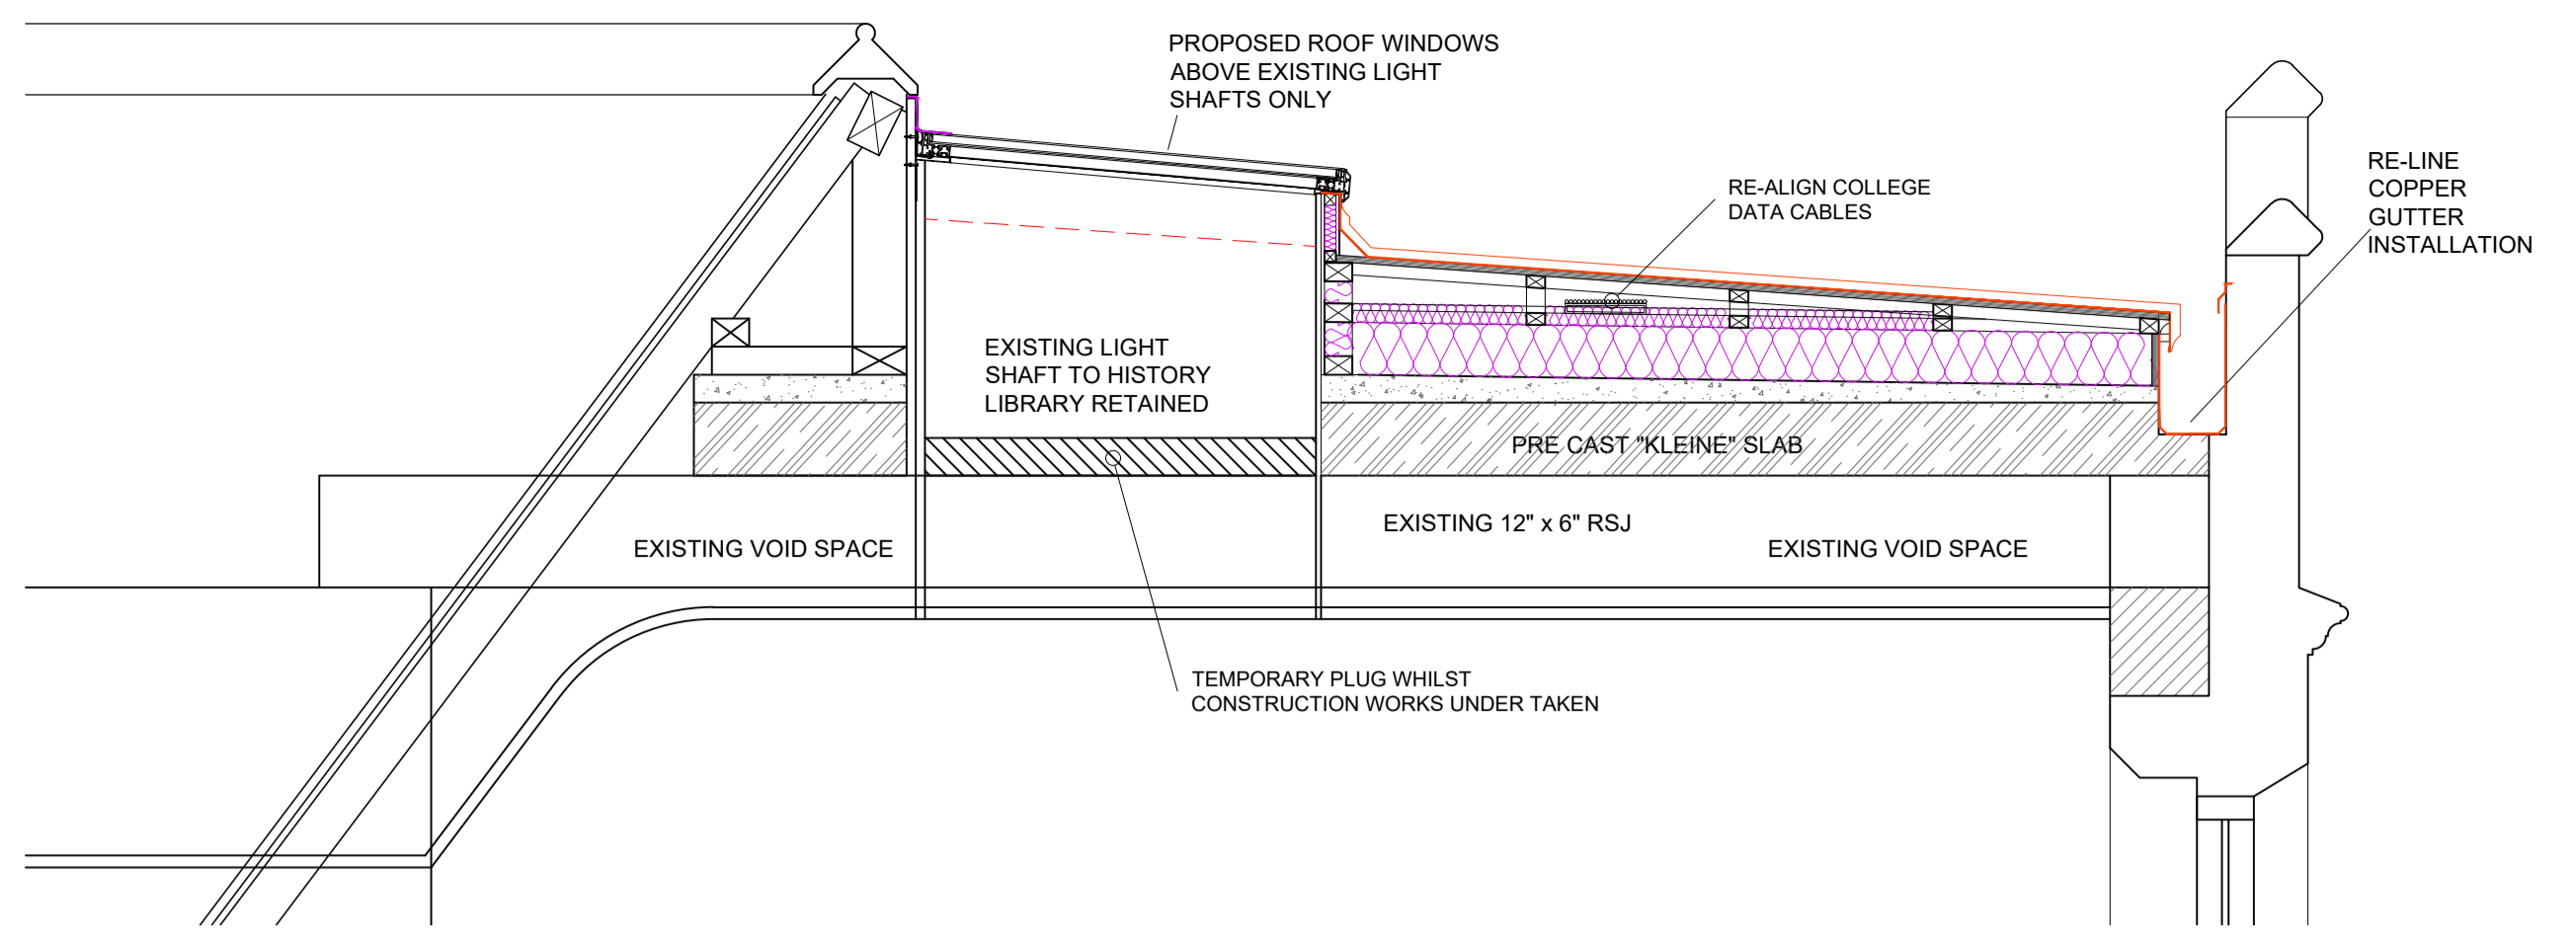 PROPOSED ROOF WINDOWS
ABOVE EXISTING LIGHT
SHAFTS ONLY
RE-ALIGN COLLEGE
DATA CABLES
RE-LINE
COPPER
GUTTER
INSTALLATION
EXISTING LIGHT
SHAFT TO HISTORY
LIBRARY RETAINED
PRE CAST "KLEINE" SLAB
EXISTING 12" x 6" RSJ
EXISTING VOID SPACE
EXISTING VOID SPACE
TEMPORARY PLUG WHILST
CONSTRUCTION WORKS UNDER TAKEN